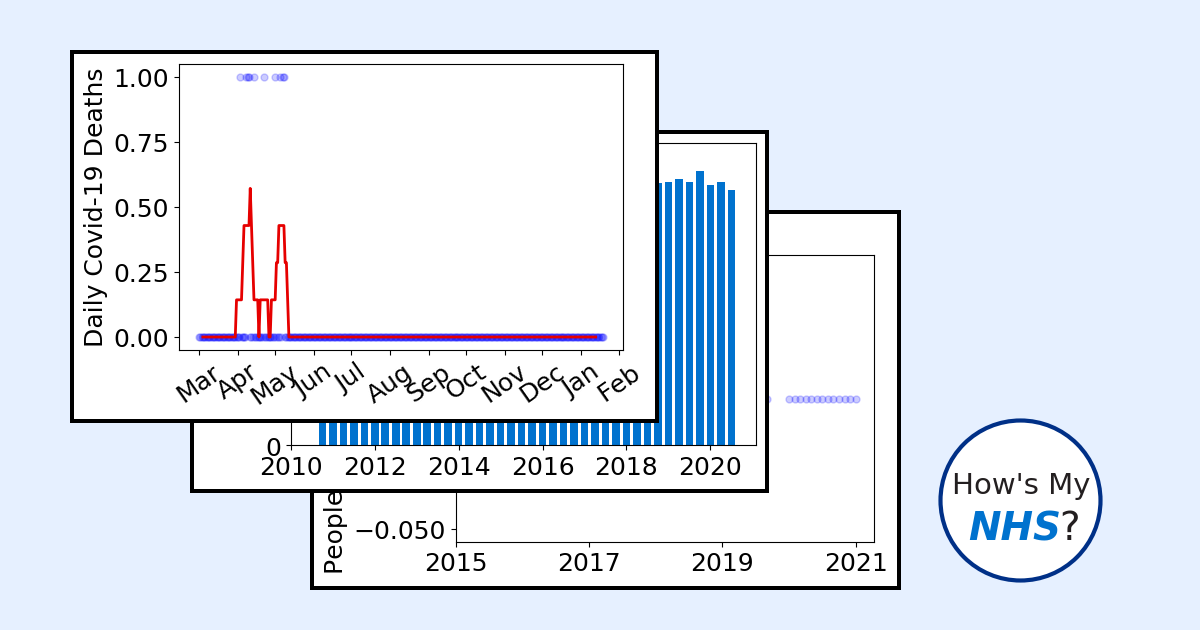 Daily Covid-19 Deaths
1.00
0.75
0.50
0.25
0.00
Mar
Apr
May
Jun
Jul
Aug
Sep
Oct
Nov
Dec
Jan
Feb
0
2010 2012 2014 2016 2018 2020
People
−0.050
2015 2017 2019 2021
How's My
NHS?